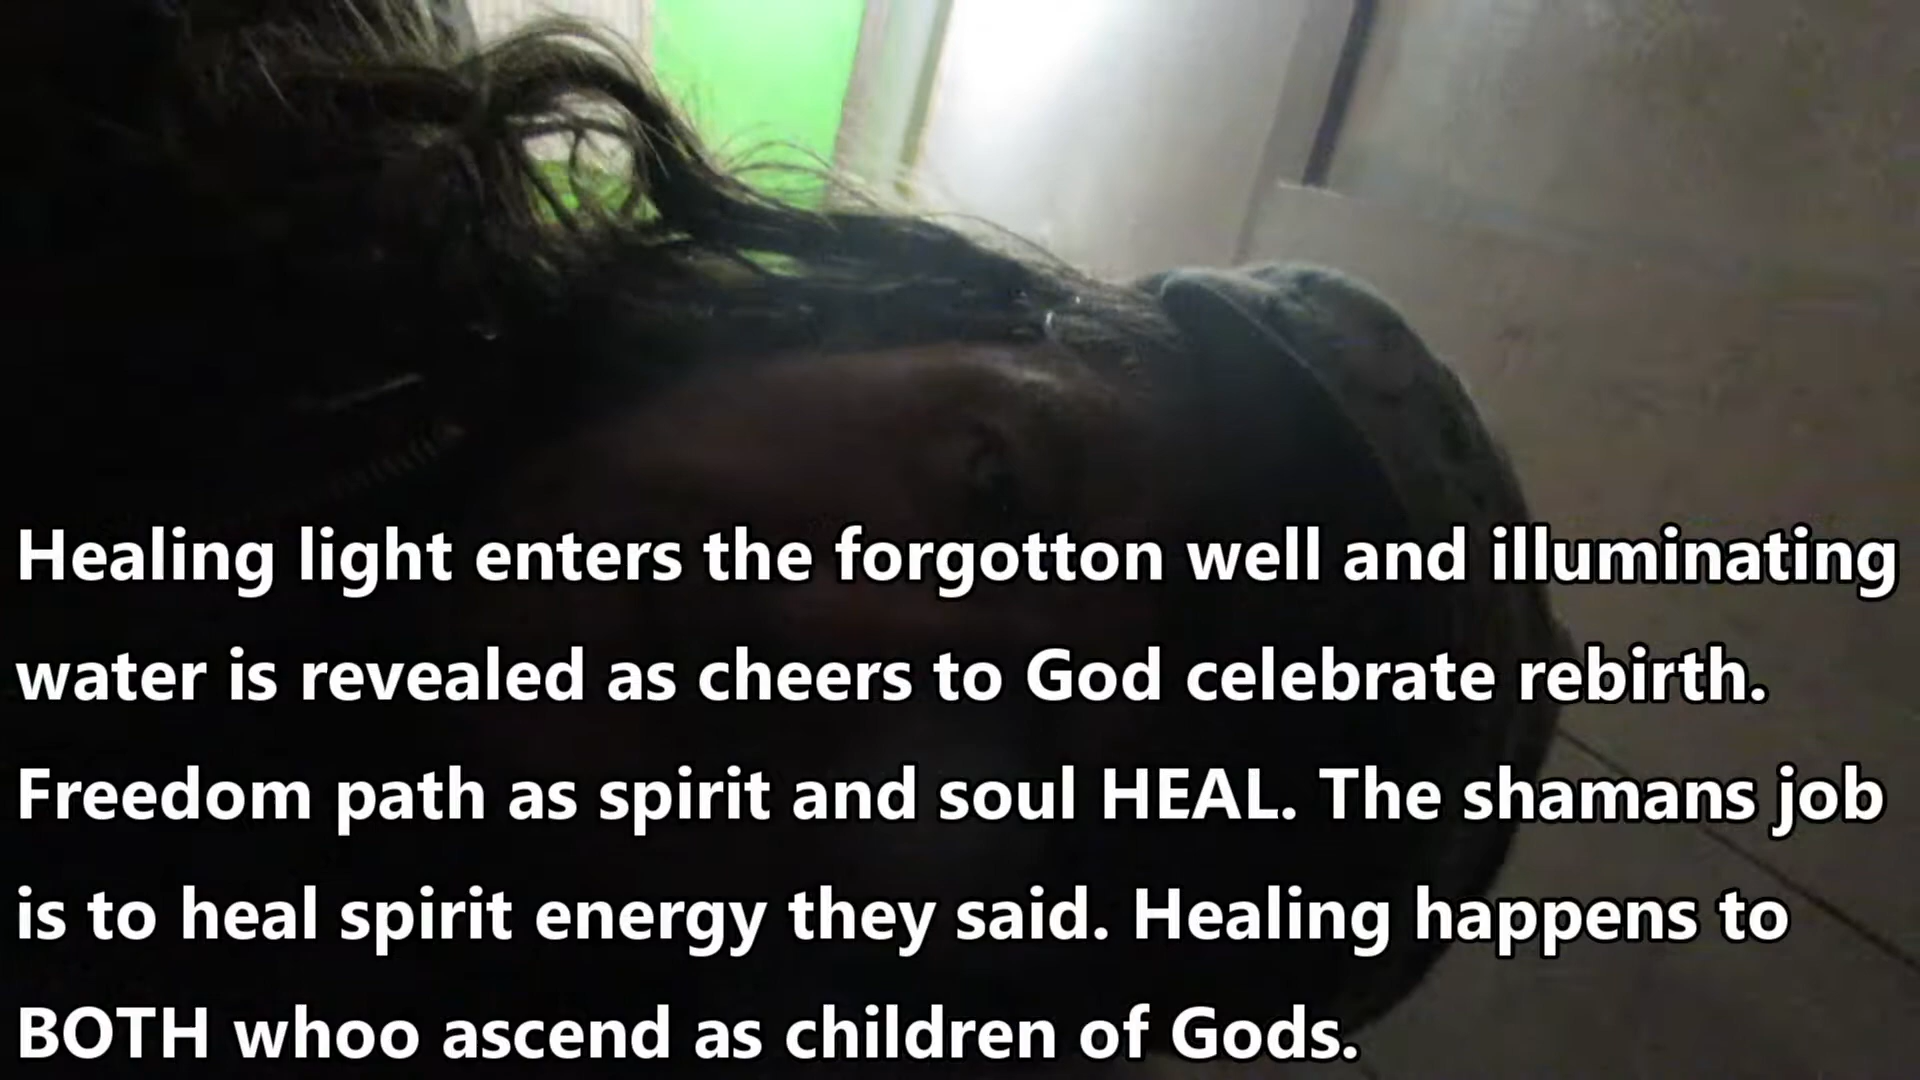 Healing light enters the forgotton well and illuminating
water is revealed as cheers to God celebrate rebirth.
Freedom path as spirit and soul HEAL. The shamans job
is to heal spirit energy they said. Healing happens to
BOTH whoo ascend as children of Gods.